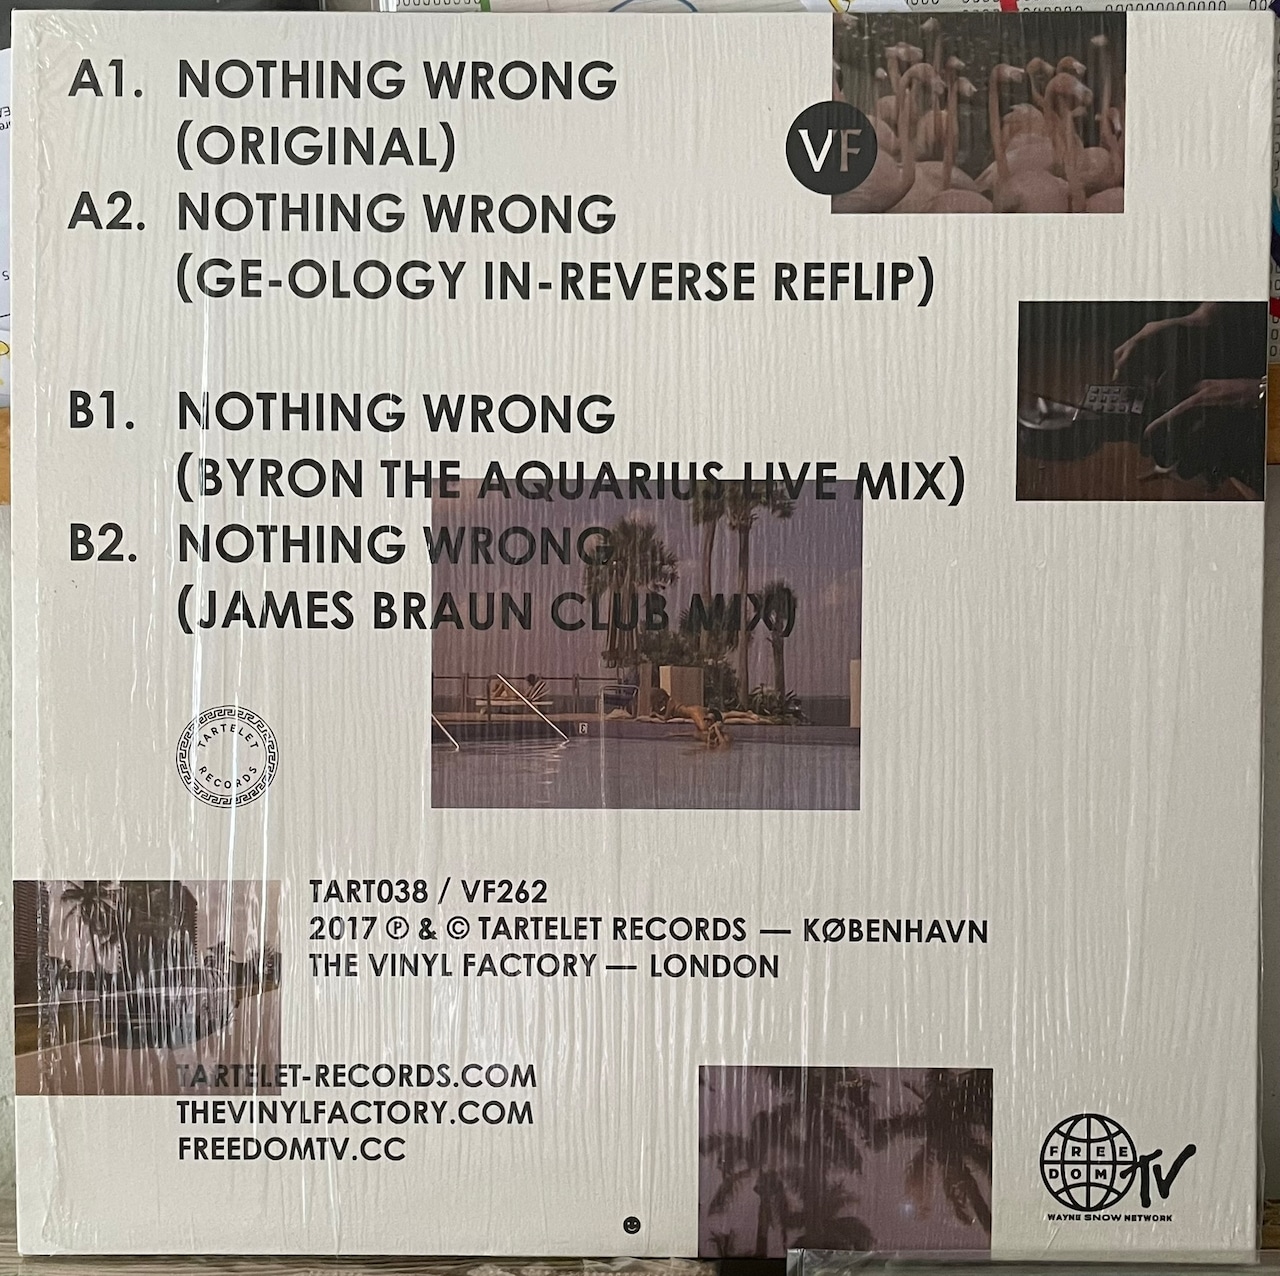 A1. NOTHING WRONG
(ORIGINAL)
VF
A2. NOTHING WRONG
(GE-OLOGY IN-REVERSE REFLIP)
B1. NOTHING WRONG
(BYRON THE AQUARIUS LIVE MIX)
B2. NOTHING WRONG
(JAMES BRAUN CLUB MIX)
TARTELET
RECORDS
TART038 / VF262
2017 ℗ & © TARTELET RECORDS — KØBENHAVN
THE VINYL FACTORY — LONDON
TARTELET-RECORDS.COM
THEVINYLFACTORY.COM
FREEDOMTV.CC
FREE
DOM TV
WAYNE SNOW NETWORK